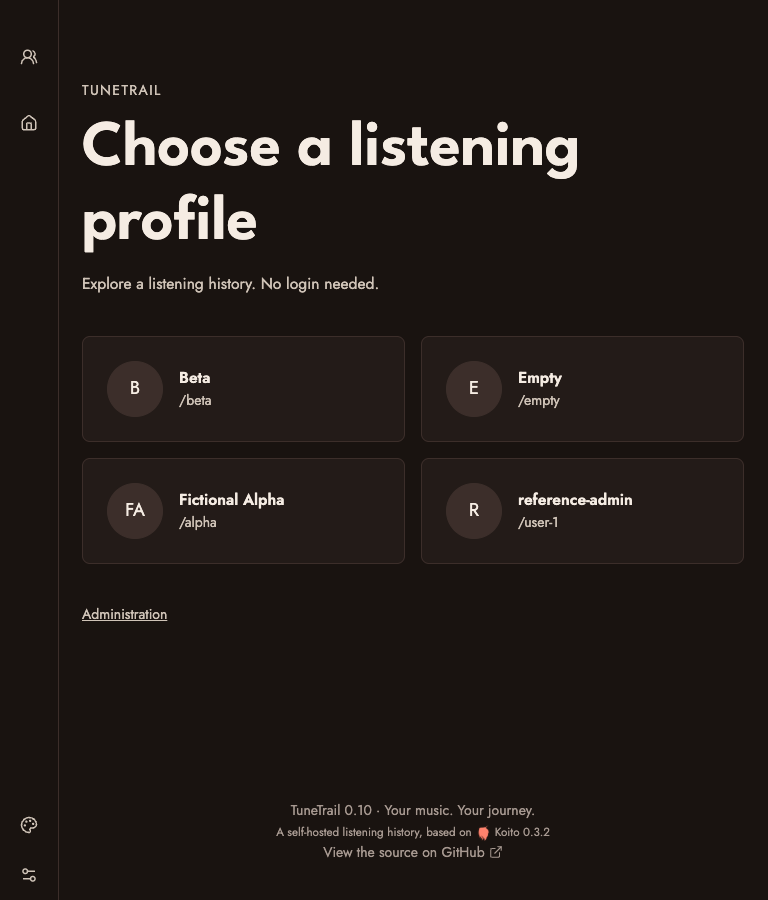 TUNETRAIL
Choose a listening
profile
Explore a listening history. No login needed.
B
Beta
/beta
E
Empty
/empty
FA
Fictional Alpha
/alpha
R
reference-admin
/user-1
Administration
TuneTrail 0.10 · Your music. Your journey.
A self-hosted listening history, based on Koito 0.3.2
View the source on GitHub